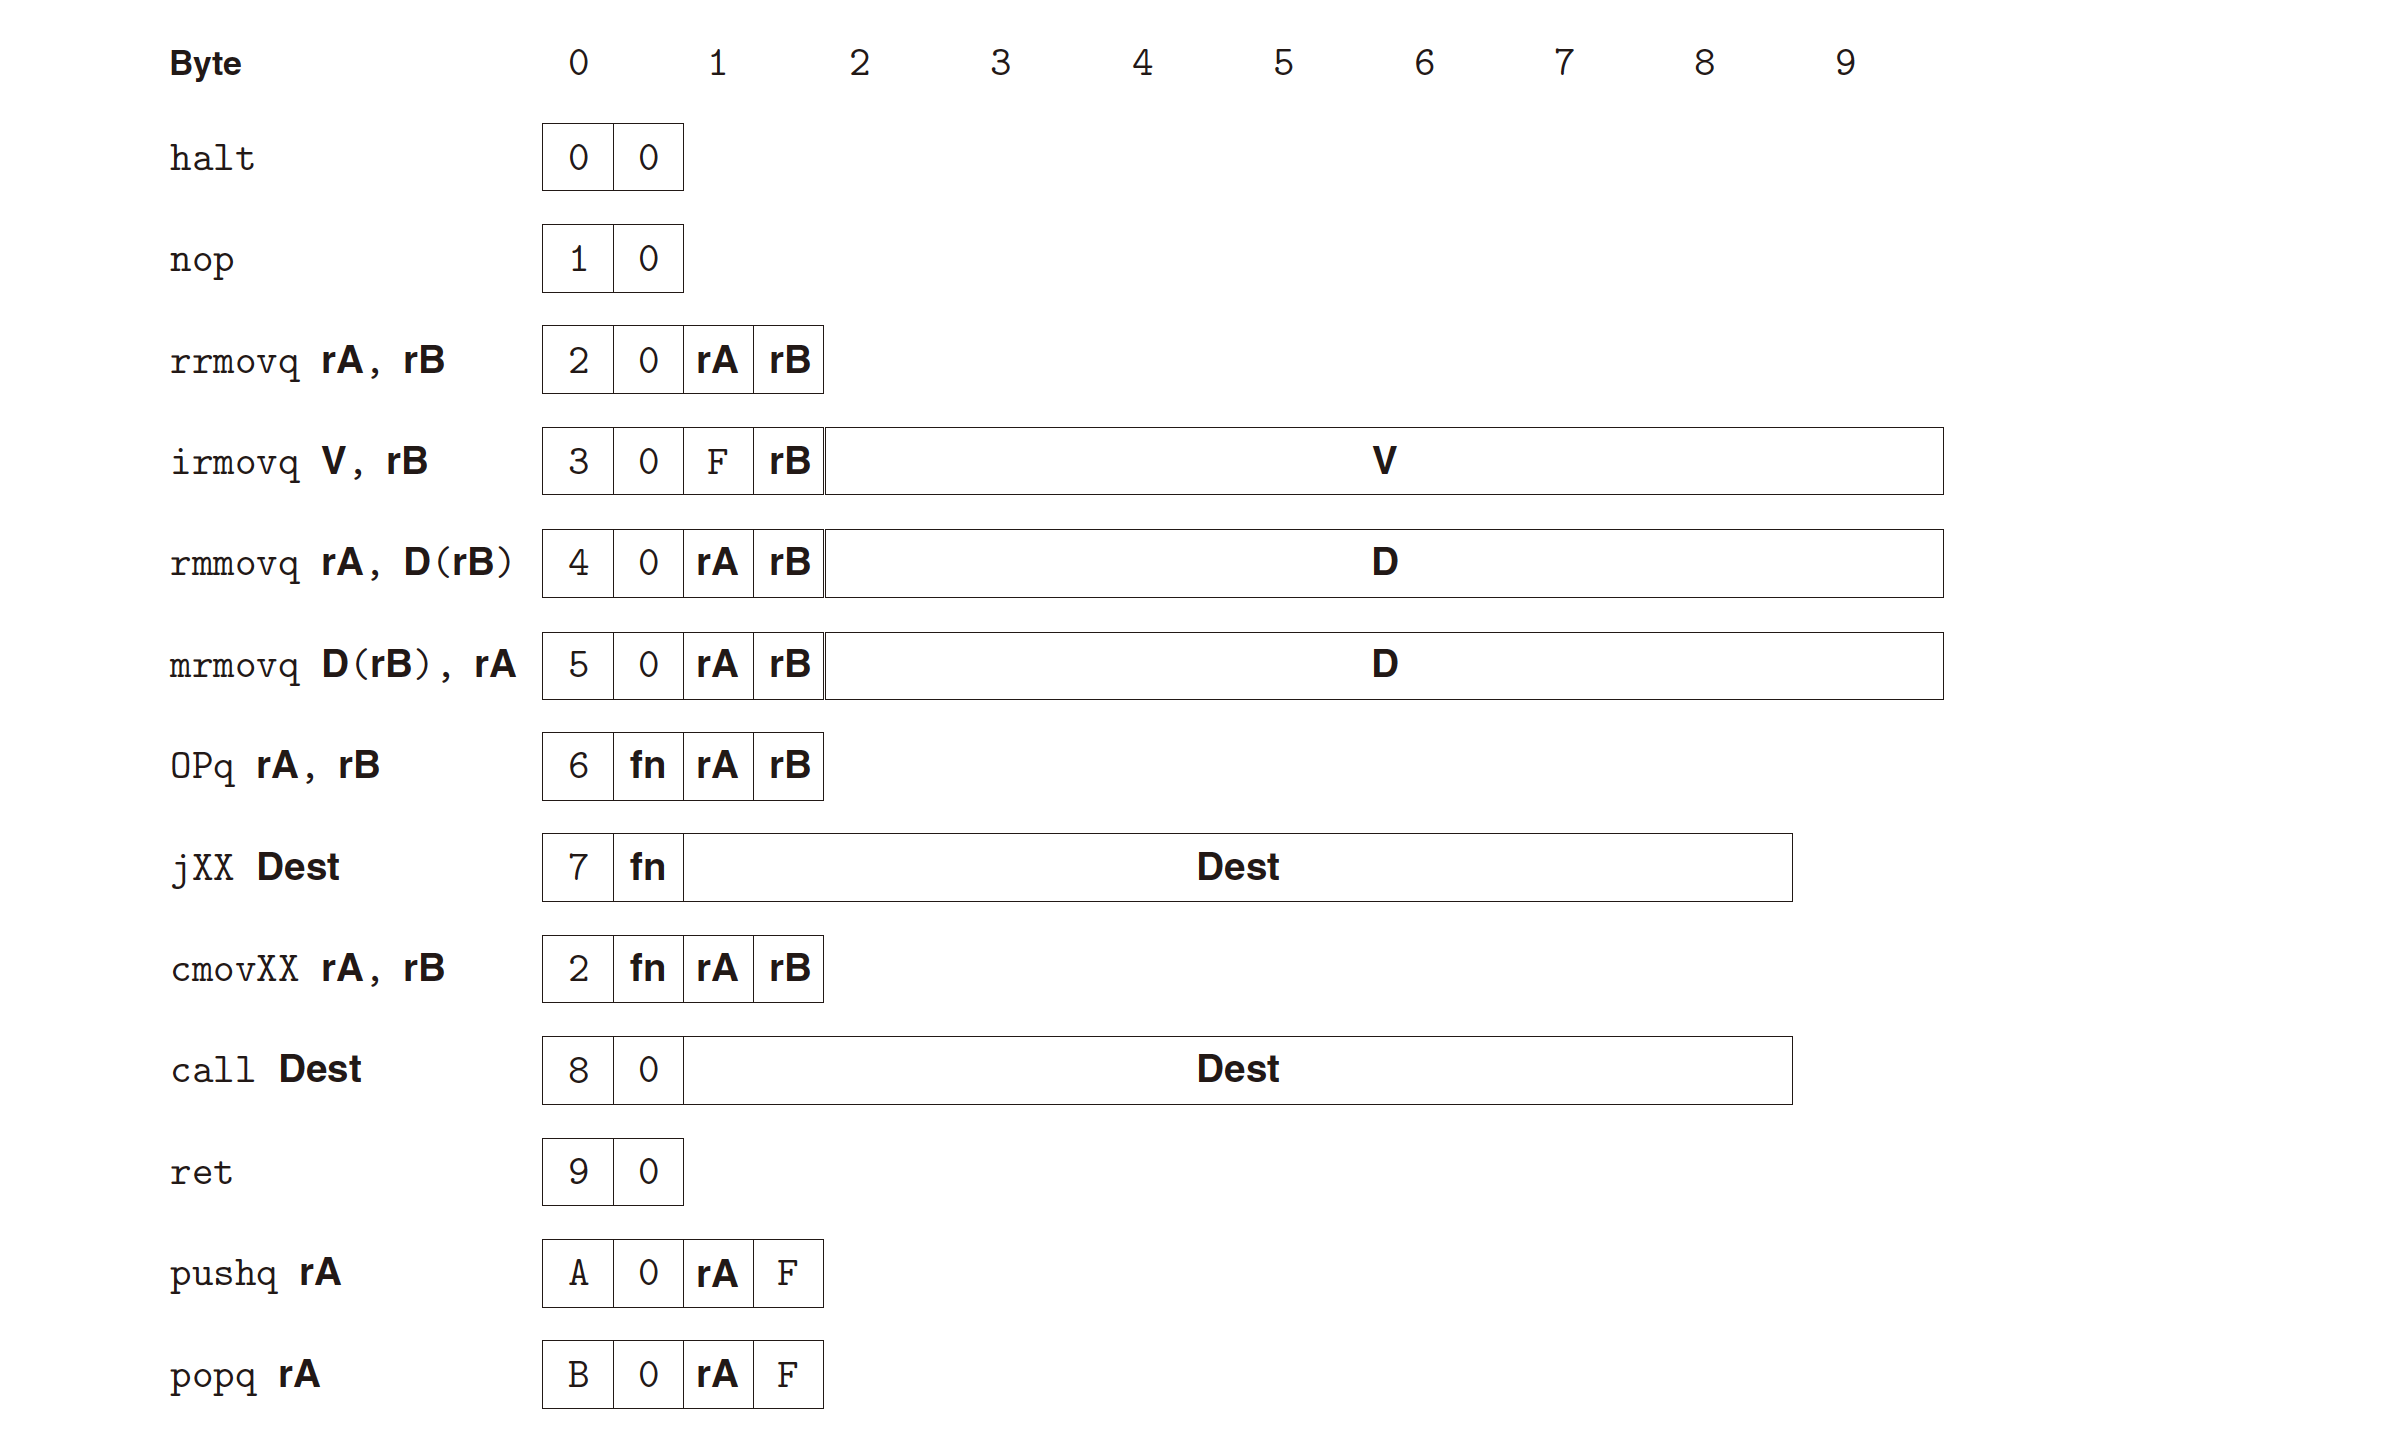 Byte 0 1 2 3 4 5 6 7 8 9
halt 0 0
nop 1 0
rrmovq rA, rB 2 0 rA rB
irmovq V, rB 3 0 F rB V
rmmovq rA, D(rB) 4 0 rA rB D
mrmovq D(rB), rA 5 0 rA rB D
OPq rA, rB 6 fn rA rB
jXX Dest 7 fn Dest
cmovXX rA, rB 2 fn rA rB
call Dest 8 0 Dest
ret 9 0
pushq rA A 0 rA F
popq rA B 0 rA F